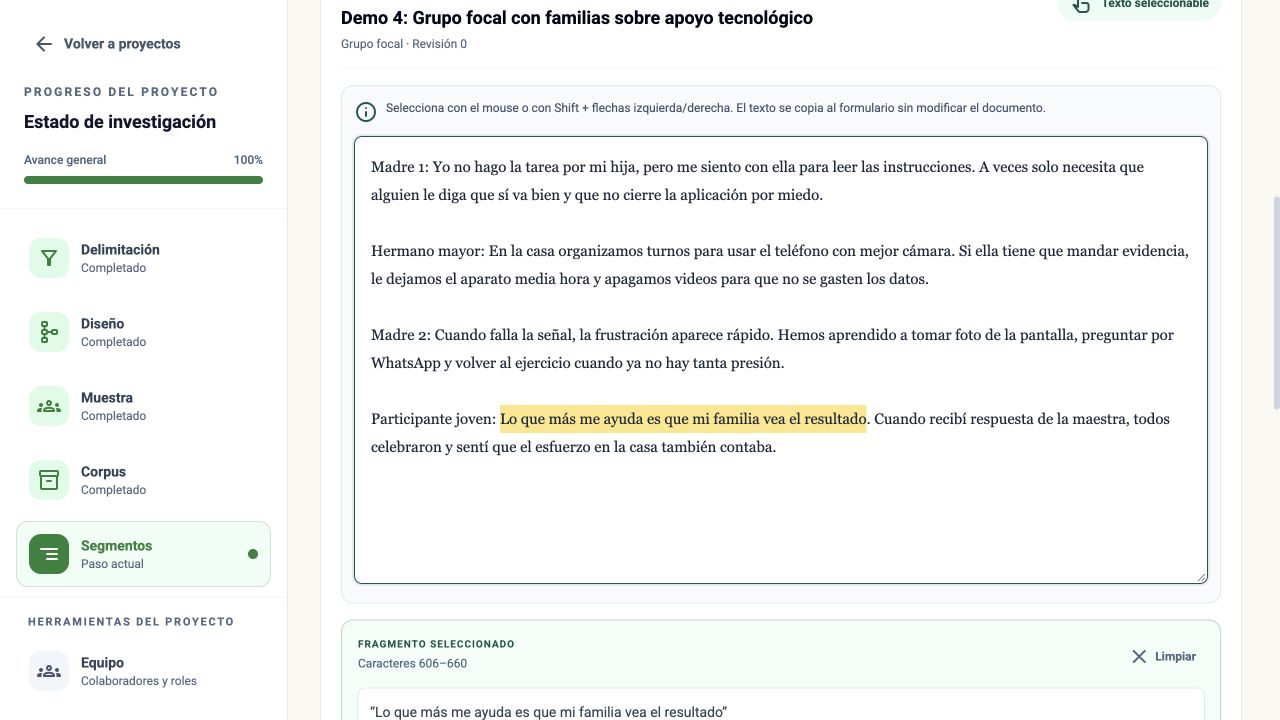 Volver a proyectos
PROGRESO DEL PROYECTO
Estado de investigación
Avance general 100%
Delimitación
Completado
Diseño
Completado
Muestra
Completado
Corpus
Completado
Segmentos
Paso actual
HERRAMIENTAS DEL PROYECTO
Equipo
Colaboradores y roles
Demo 4: Grupo focal con familias sobre apoyo tecnológico
Texto seleccionable
Grupo focal · Revisión 0
Selecciona con el mouse o con Shift + flechas izquierda/derecha. El texto se copia al formulario sin modificar el documento.
Madre 1: Yo no hago la tarea por mi hija, pero me siento con ella para leer las instrucciones. A veces solo necesita que
alguien le diga que sí va bien y que no cierre la aplicación por miedo.
Hermano mayor: En la casa organizamos turnos para usar el teléfono con mejor cámara. Si ella tiene que mandar evidencia,
le dejamos el aparato media hora y apagamos videos para que no se gasten los datos.
Madre 2: Cuando falla la señal, la frustración aparece rápido. Hemos aprendido a tomar foto de la pantalla, preguntar por
WhatsApp y volver al ejercicio cuando ya no hay tanta presión.
Participante joven: Lo que más me ayuda es que mi familia vea el resultado. Cuando recibí respuesta de la maestra, todos
celebraron y sentí que el esfuerzo en la casa también contaba.
FRAGMENTO SELECCIONADO
Caracteres 606–660
Limpiar
“Lo que más me ayuda es que mi familia vea el resultado”